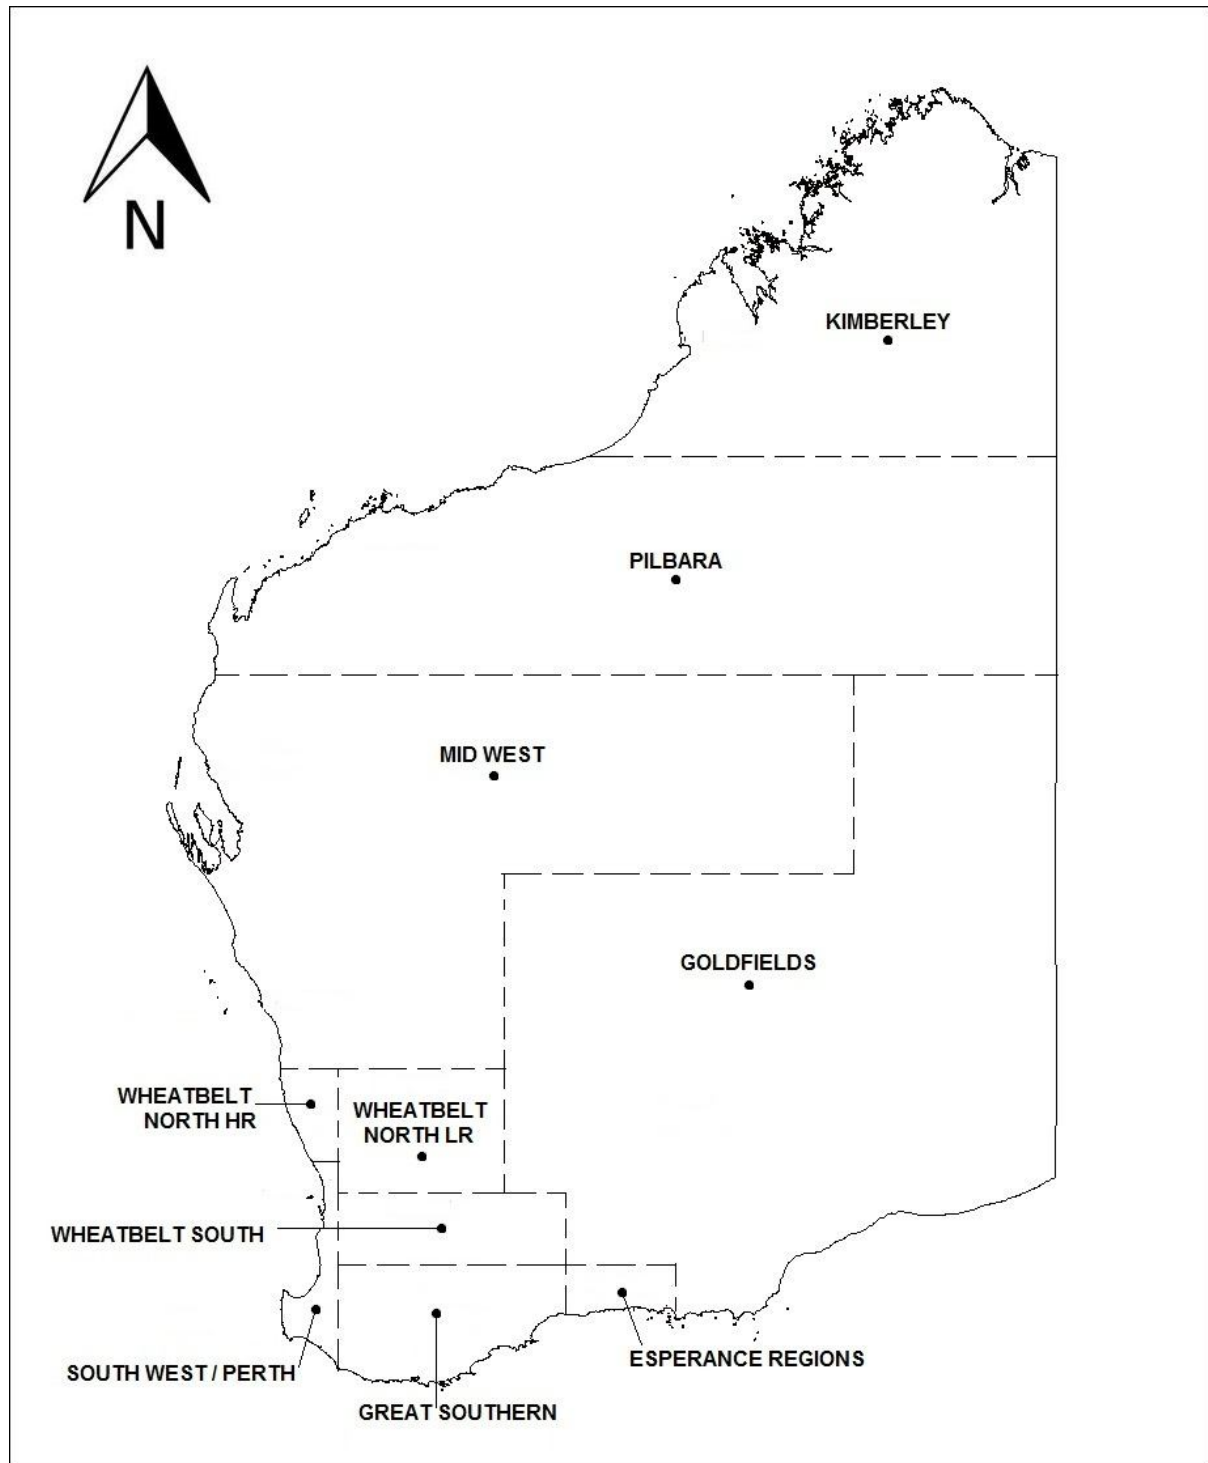 N
KIMBERLEY
PILBARA
MID WEST
GOLDFIELDS
WHEATBELT
NORTH HR
WHEATBELT
NORTH LR
WHEATBELT SOUTH
ESPERANCE REGIONS
SOUTH WEST / PERTH
GREAT SOUTHERN